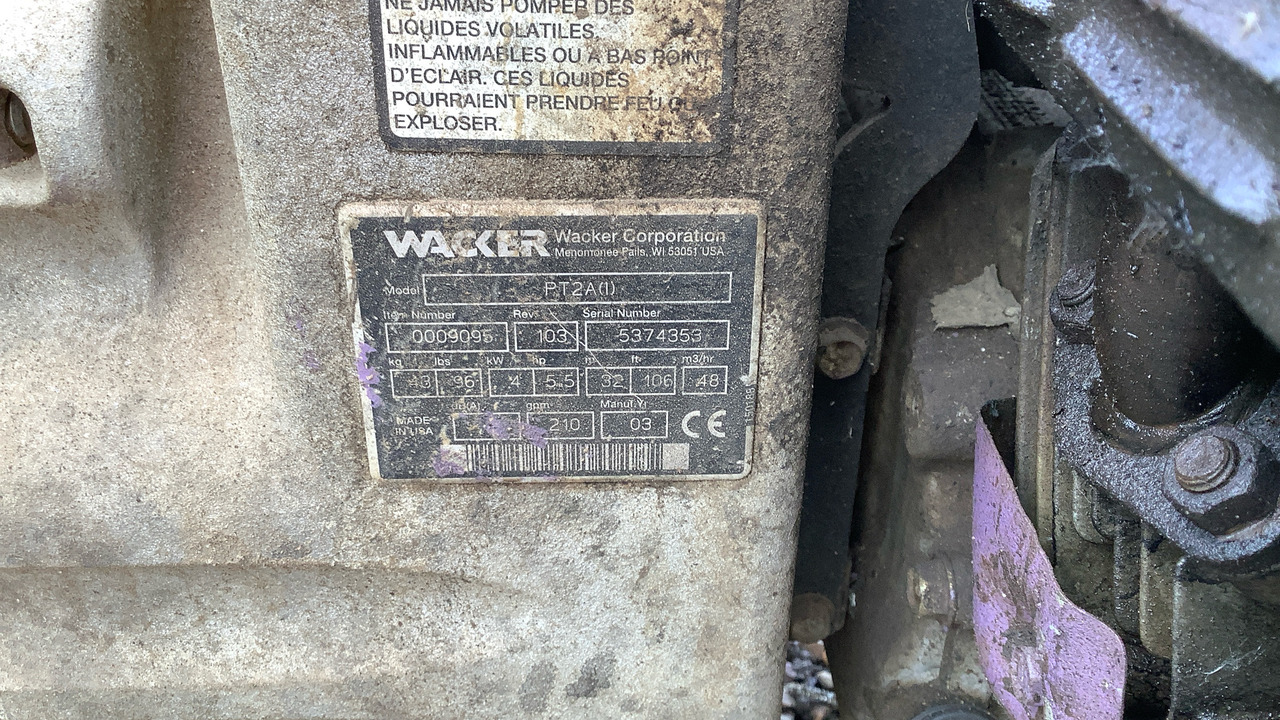 NE JAMAIS POMPER DES
LIQUIDES VOLATILES.
INFLAMMABLES OU A BAS POINT
D'ECLAIR. CES LIQUIDES
POURRAIENT PRENDRE FEU OU
EXPLOSER.
WACKER Wacker Corporation
Menomonee Falls, WI 53051 USA
Model PT2A(I)
Item Number Rev. Serial Number
0009095 103 5374353
kg lbs kW hp m ft m3/hr
43 96 4 5.5 32 106 48
gpm Manuf.Yr
MADE IN USA 210 03 CE